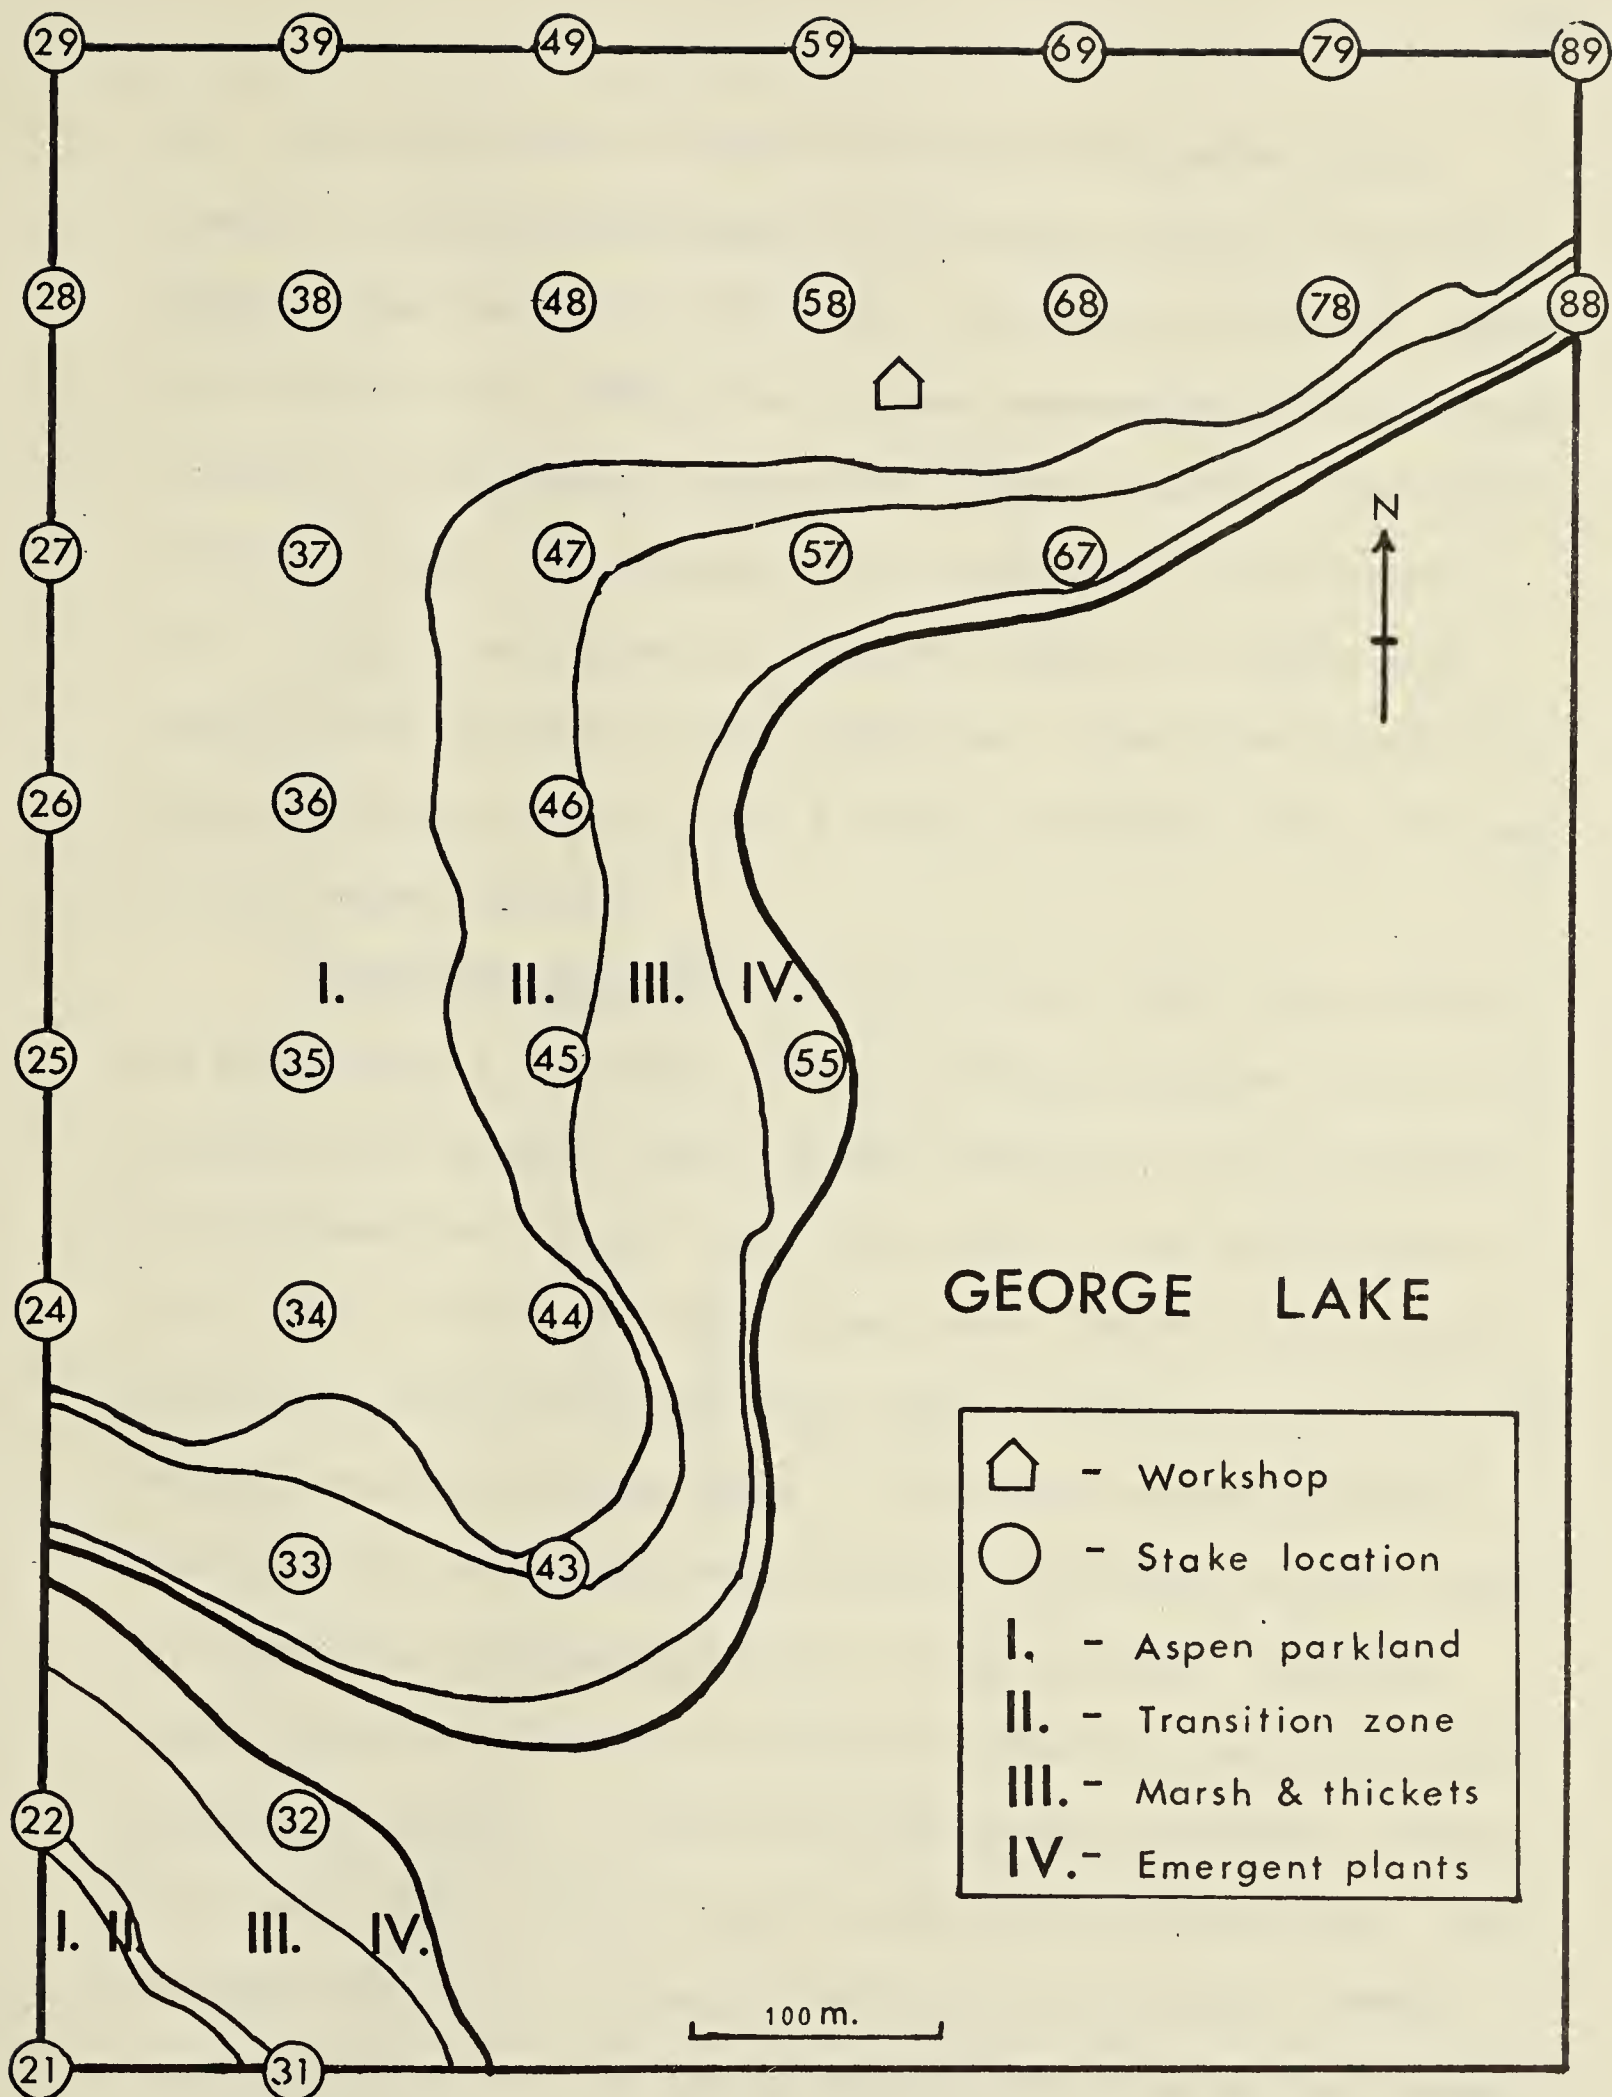 29 39 49 59 69 79 89
28 38 48 58 68 78 88
N
27 37 47 57 67
26 36 46
I. II. III. IV.
25 35 45 55
GEORGE LAKE
24 34 44
- Workshop
33 43
- Stake location
I. - Aspen parkland
II. - Transition zone
III. - Marsh & thickets
22 32
IV. - Emergent plants
I. II. III. IV.
100 m.
21 31